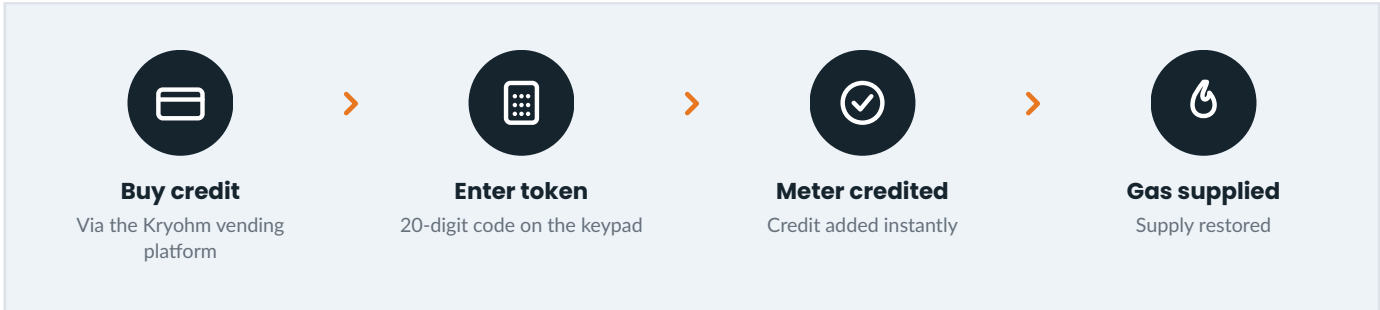 Buy credit
Via the Kryohm vending
platform
Enter token
20-digit code on the keypad
Meter credited
Credit added instantly
Gas supplied
Supply restored